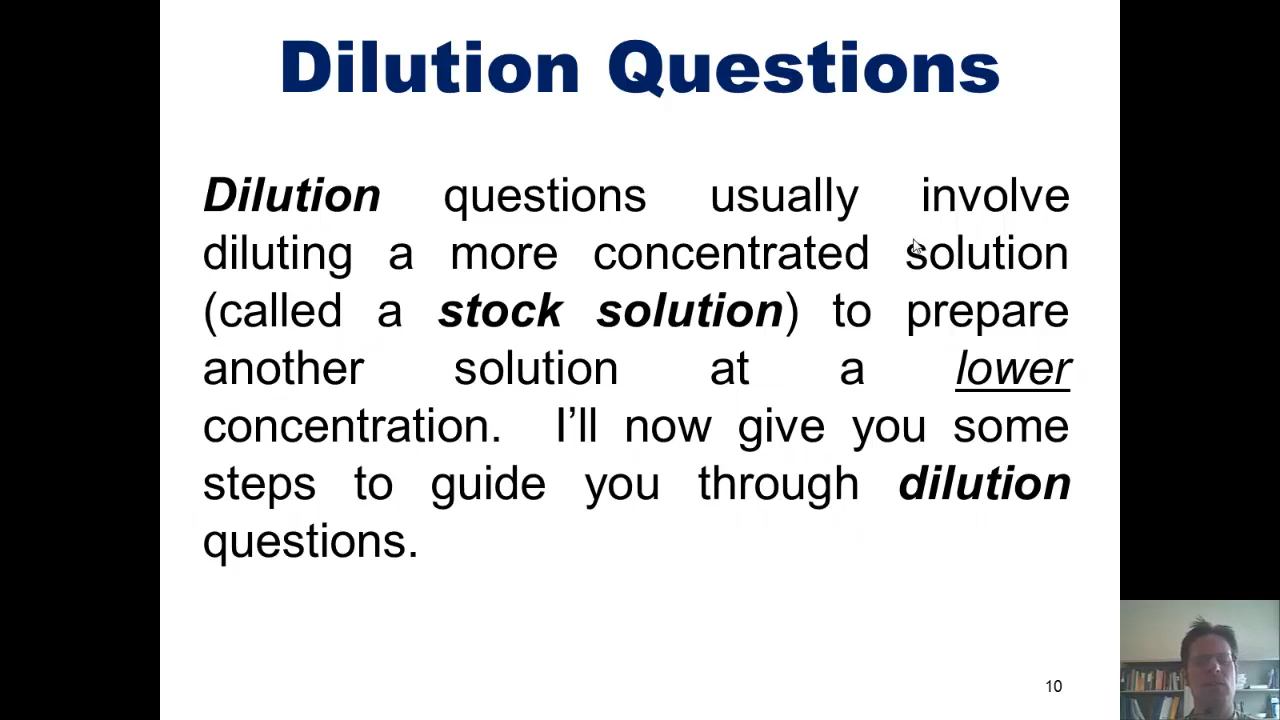 Dilution Questions
Dilution questions usually involve
diluting a more concentrated solution
(called a stock solution) to prepare
another solution at a lower
concentration. I’ll now give you some
steps to guide you through dilution
questions.
10